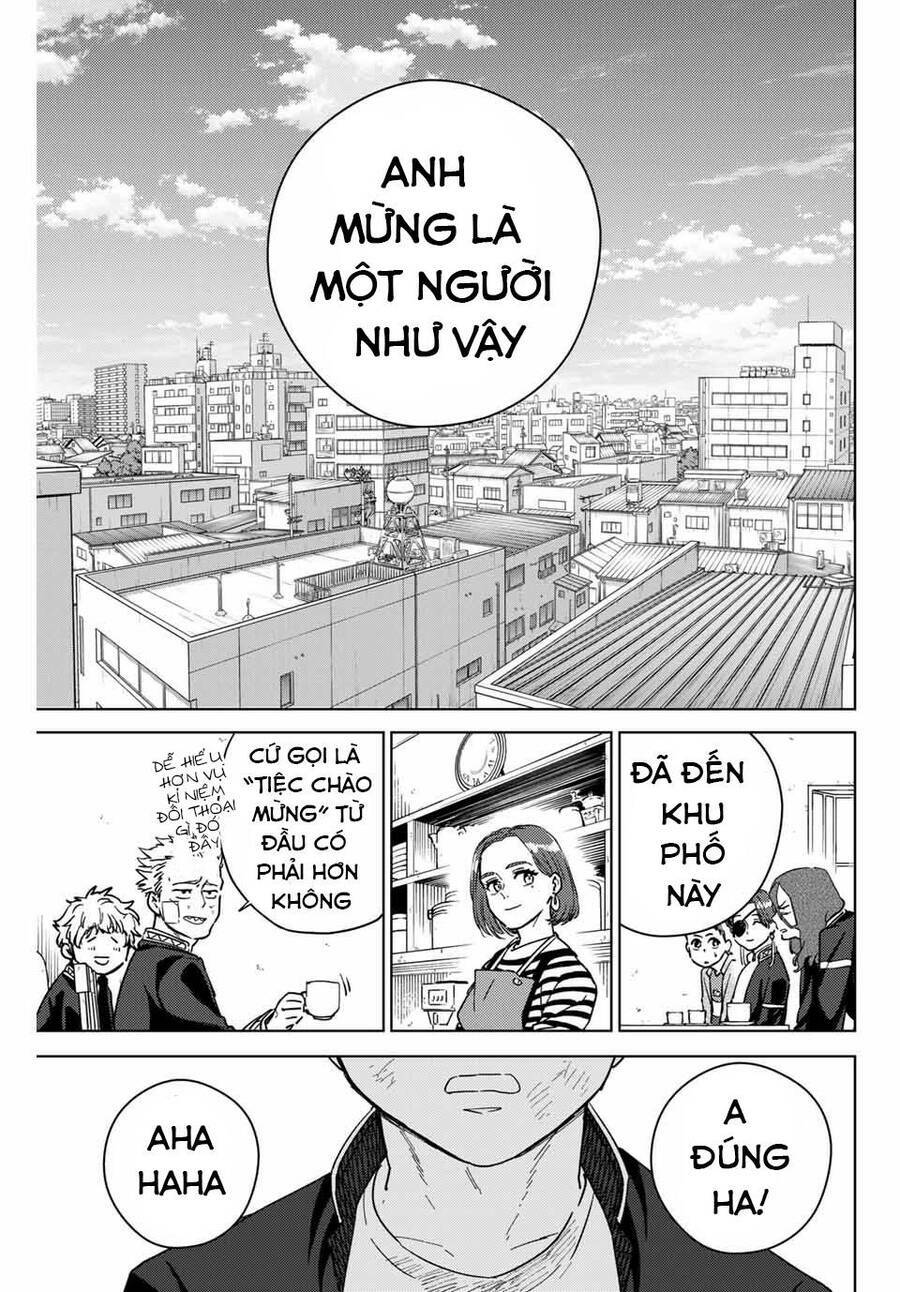 ANH
MỪNG LÀ
MỘT NGƯỜI
NHƯ VẬY
ĐÃ ĐẾN
KHU
PHỐ
NÀY
CỨ GỌI LÀ
“TIỆC CHÀO
MỪNG” TỪ
ĐẦU CÓ
PHẢI HƠN
KHÔNG
DỄ HIỂU
HƠN VỤ
KỈ NIỆM
ĐỐI THOẠI
GÌ ĐÓ
ĐẤY
A
ĐÚNG
HA!
AHA
HAHA